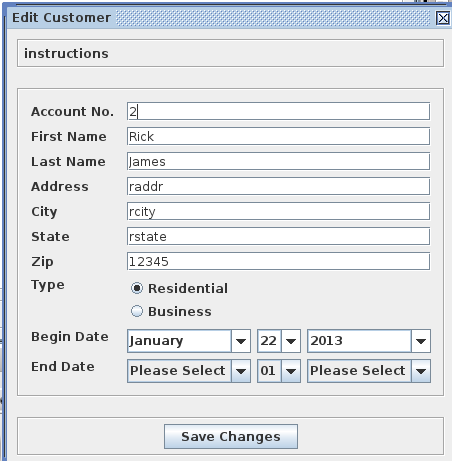 Edit Customer
instructions
Account No. 2
First Name Rick
Last Name James
Address raddr
City rcity
State rstate
Zip 12345
Type Residential
Business
Begin Date January 22 2013
End Date Please Select 01 Please Select
Save Changes